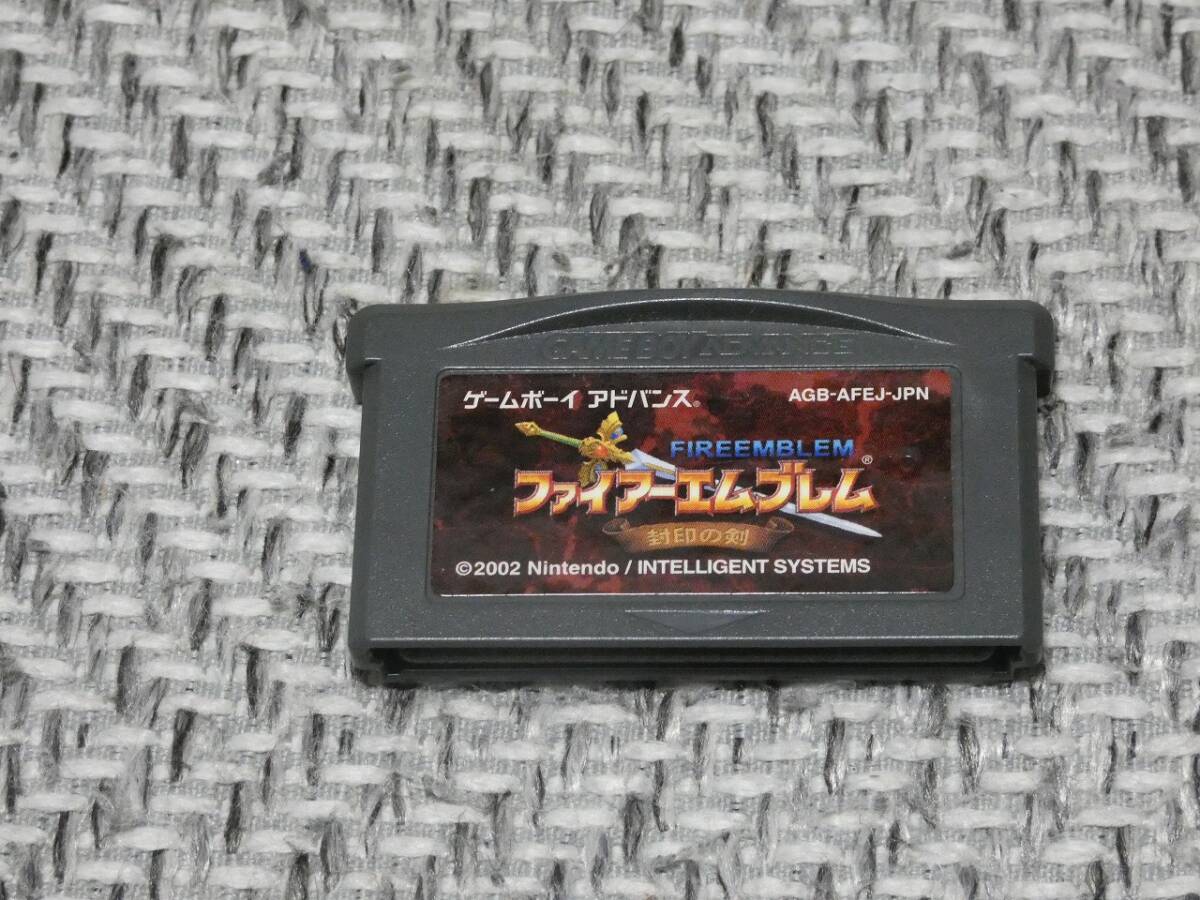 GAME BOY ADVANCE
ゲームボーイ アドバンス®
AGB-AFEJ-JPN
FIREEMBLEM
ファイアーエムブレム®
封印の剣
©2002 Nintendo / INTELLIGENT SYSTEMS